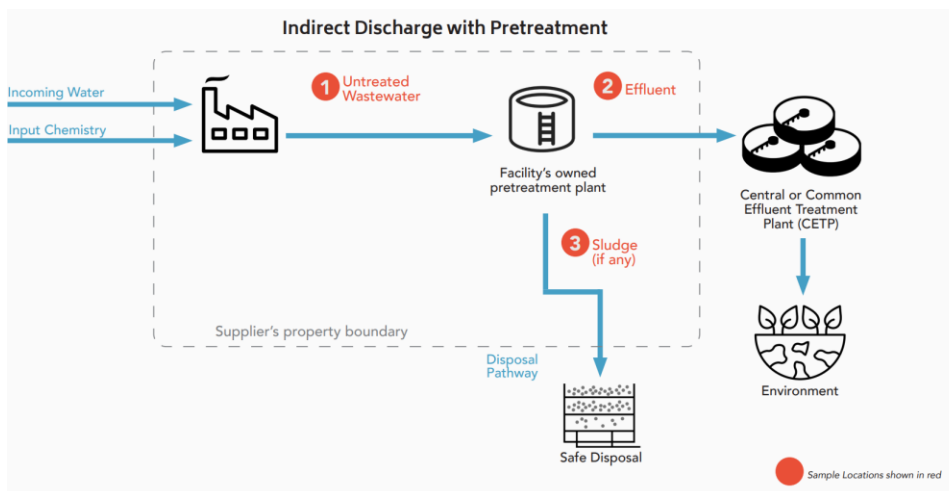 Indirect Discharge with Pretreatment
Incoming Water
Input Chemistry
1 Untreated
Wastewater
2 Effluent
Facility's owned
pretreatment plant
Central or Common
Effluent Treatment
Plant (CETP)
3 Sludge
(if any)
Supplier's property boundary
Disposal
Pathway
Environment
Safe Disposal
Sample Locations shown in red